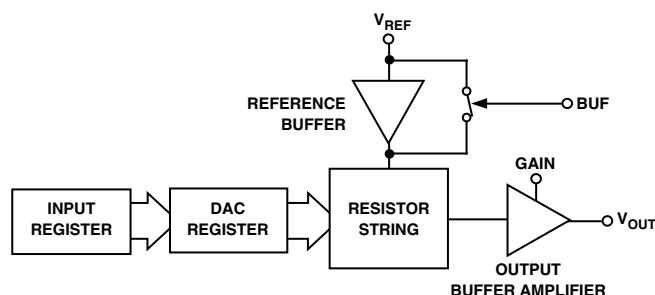 VREF
REFERENCE
BUFFER
BUF
GAIN
INPUT
REGISTER
DAC
REGISTER
RESISTOR
STRING
VOUT
OUTPUT
BUFFER AMPLIFIER